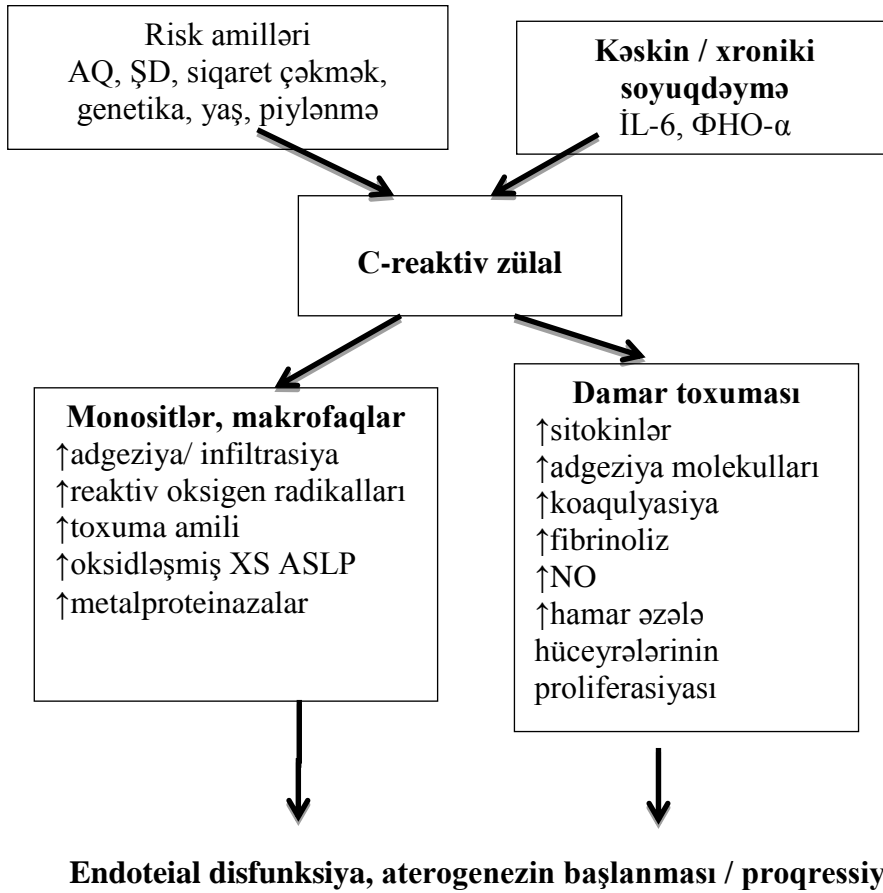 Risk amilləri
AQ, ŞD, siqaret çəkmək,
genetika, yaş, piylənmə
Kəskin / xroniki
soyuqdəymə
İL-6, ФНО-α
C-reaktiv zülal
Monositlər, makrofaqlar
↑adgeziya/ infiltrasiya
↑reaktiv oksigen radikalları
↑toxuma amili
↑oksidləşmiş XS ASLP
↑metalproteinazalar
Damar toxuması
↑sitokinlər
↑adgeziya molekulları
↑koaqulyasiya
↑fibrinoliz
↑NO
↑hamar əzələ
hüceyrələrinin
proliferasiyası
Endoteial disfunksiya, aterogenezin başlanması / proqressiy